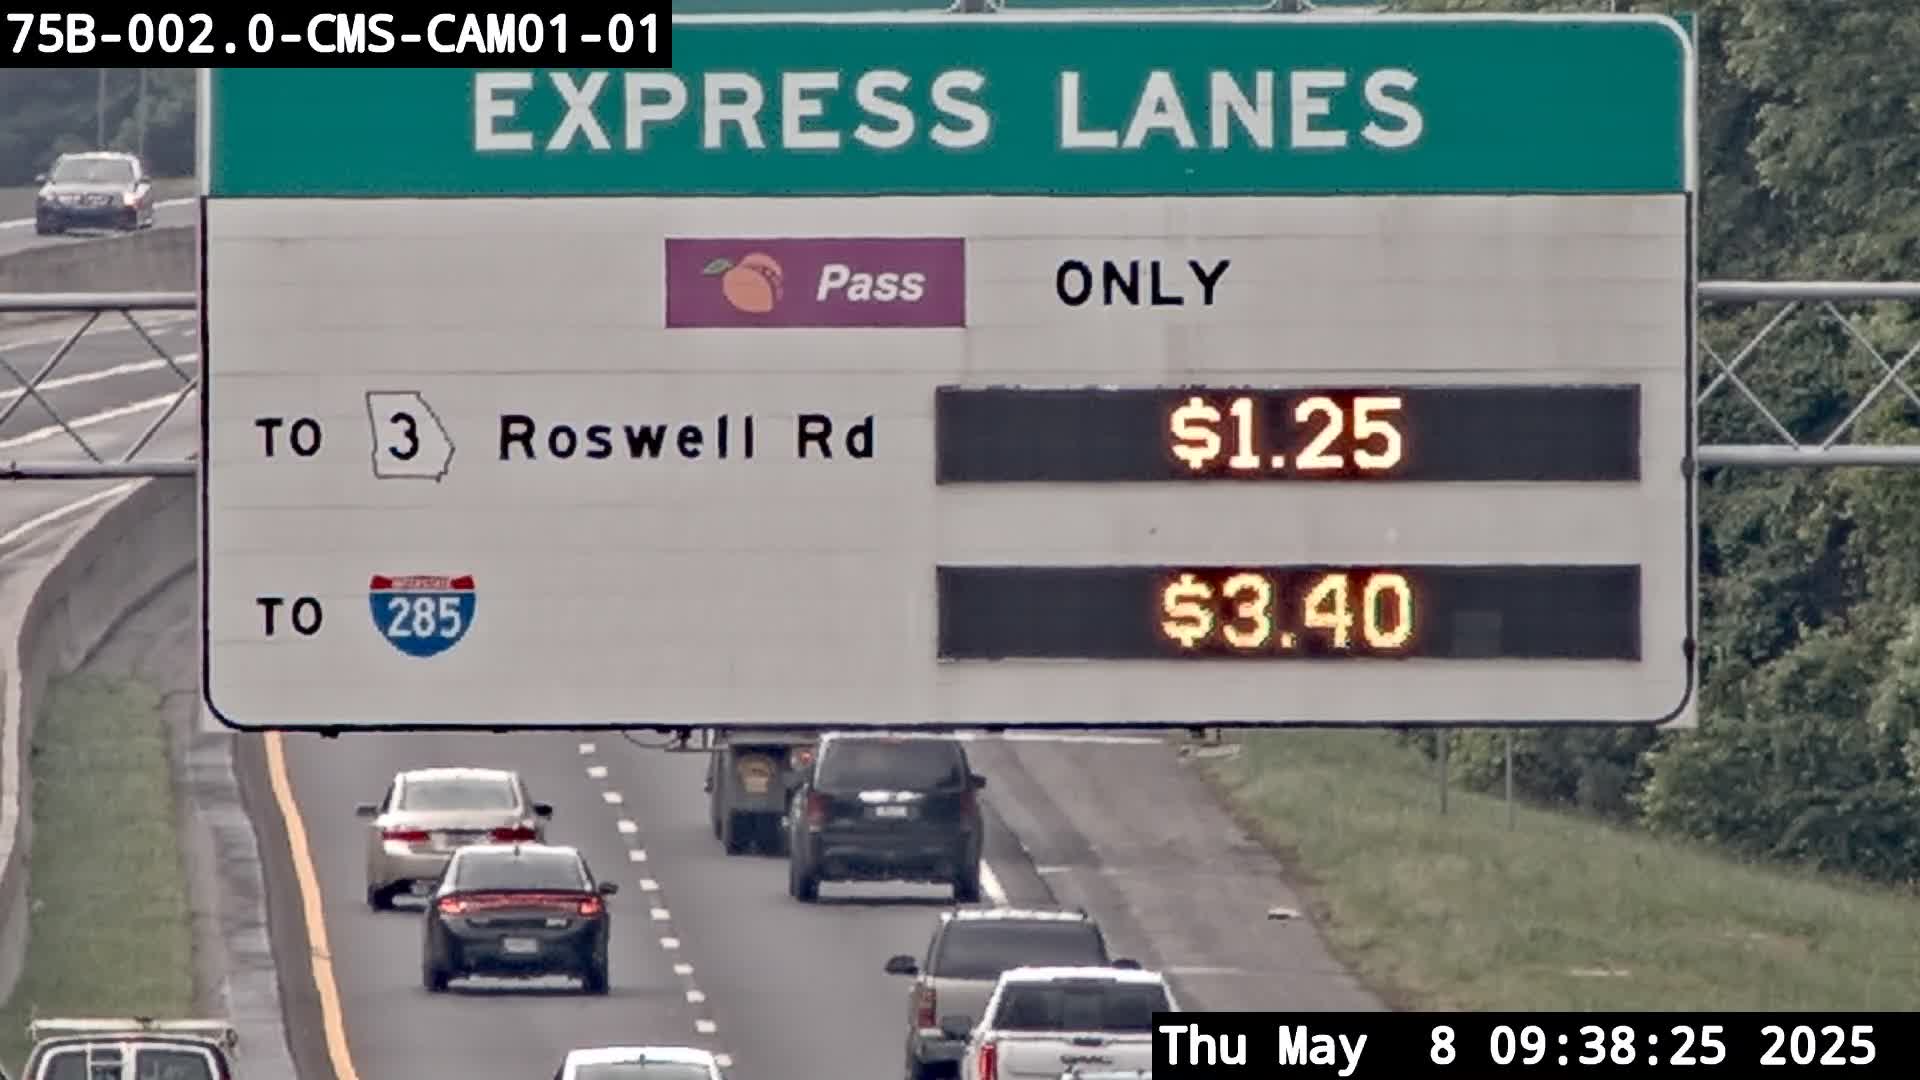 75B-002.0-CMS-CAM01-01
EXPRESS LANES
Pass ONLY
TO 3 Roswell Rd $1.25
INTERSTATE
TO 285 $3.40
Thu May 8 09:38:25 2025